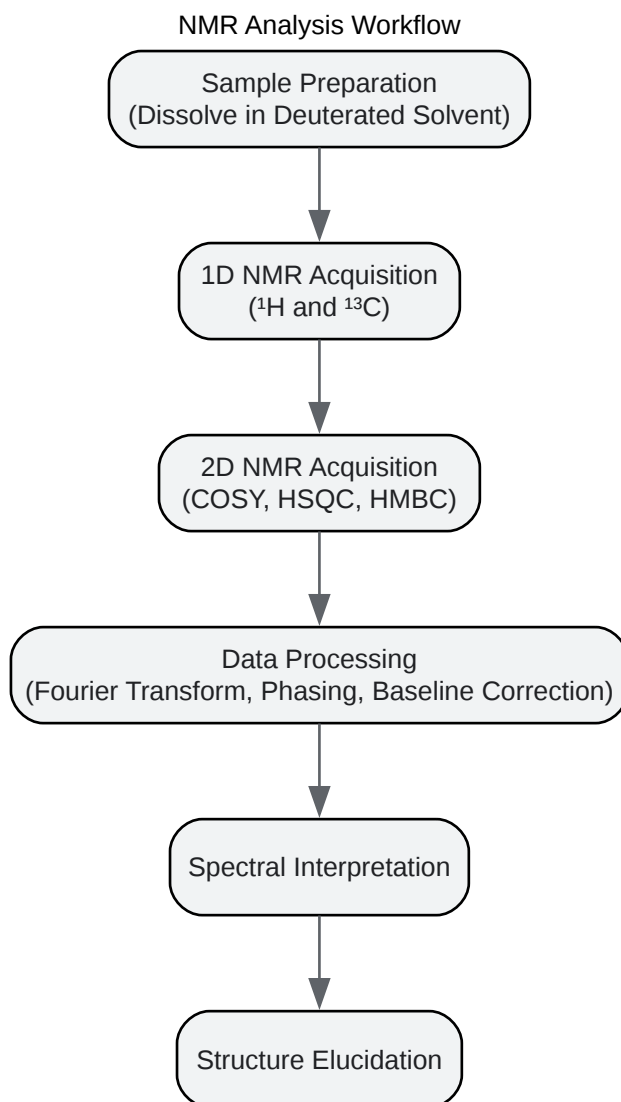 NMR Analysis Workflow
Sample Preparation
(Dissolve in Deuterated Solvent)
1D NMR Acquisition
(¹H and ¹³C)
2D NMR Acquisition
(COSY, HSQC, HMBC)
Data Processing
(Fourier Transform, Phasing, Baseline Correction)
Spectral Interpretation
Structure Elucidation